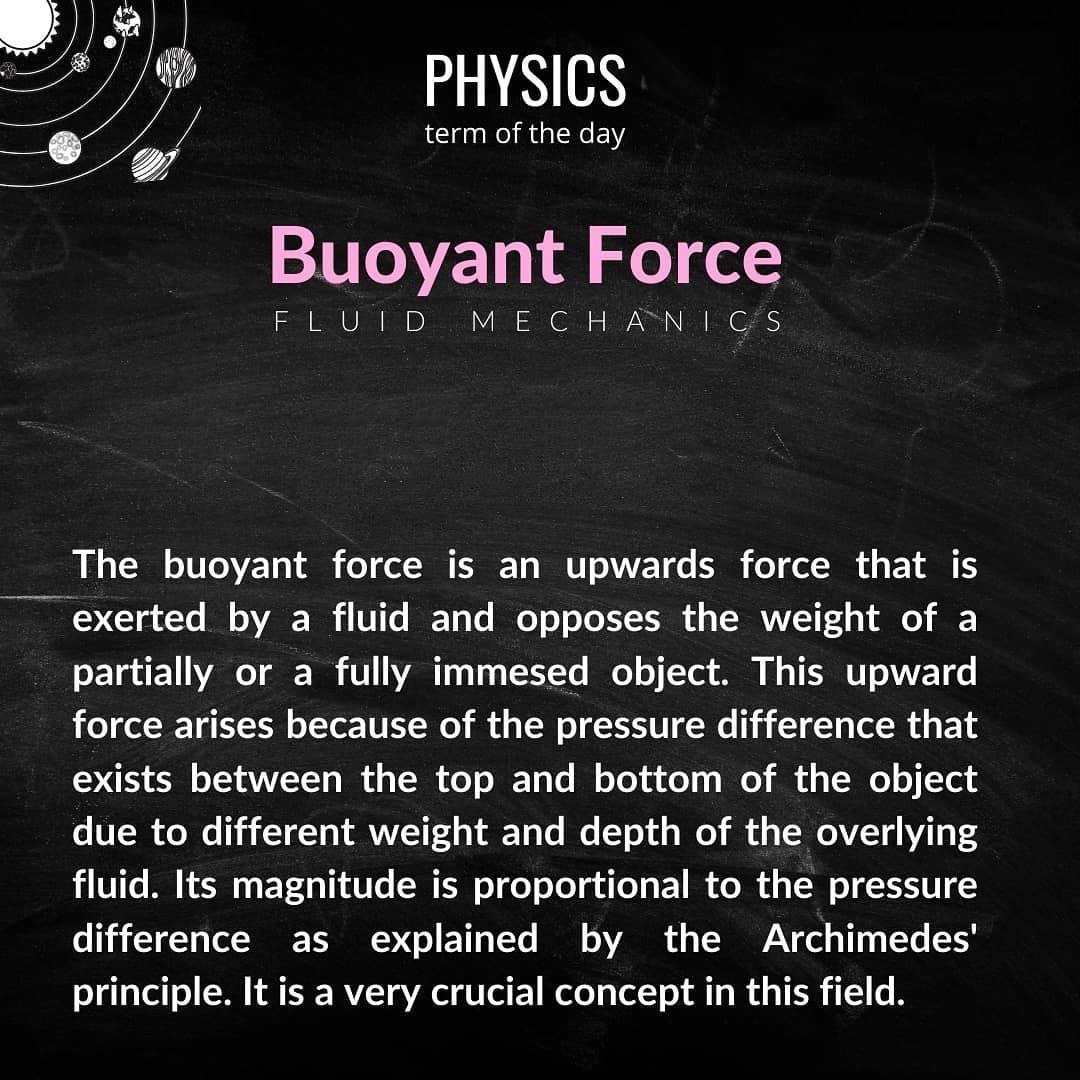 PHYSICS
term of the day
Buoyant Force
FLUID MECHANICS
The buoyant force is an upwards force that is
exerted by a fluid and opposes the weight of a
partially or a fully immesed object. This upward
force arises because of the pressure difference that
exists between the top and bottom of the object
due to different weight and depth of the overlying
fluid. Its magnitude is proportional to the pressure
difference as explained by the Archimedes'
principle. It is a very crucial concept in this field.